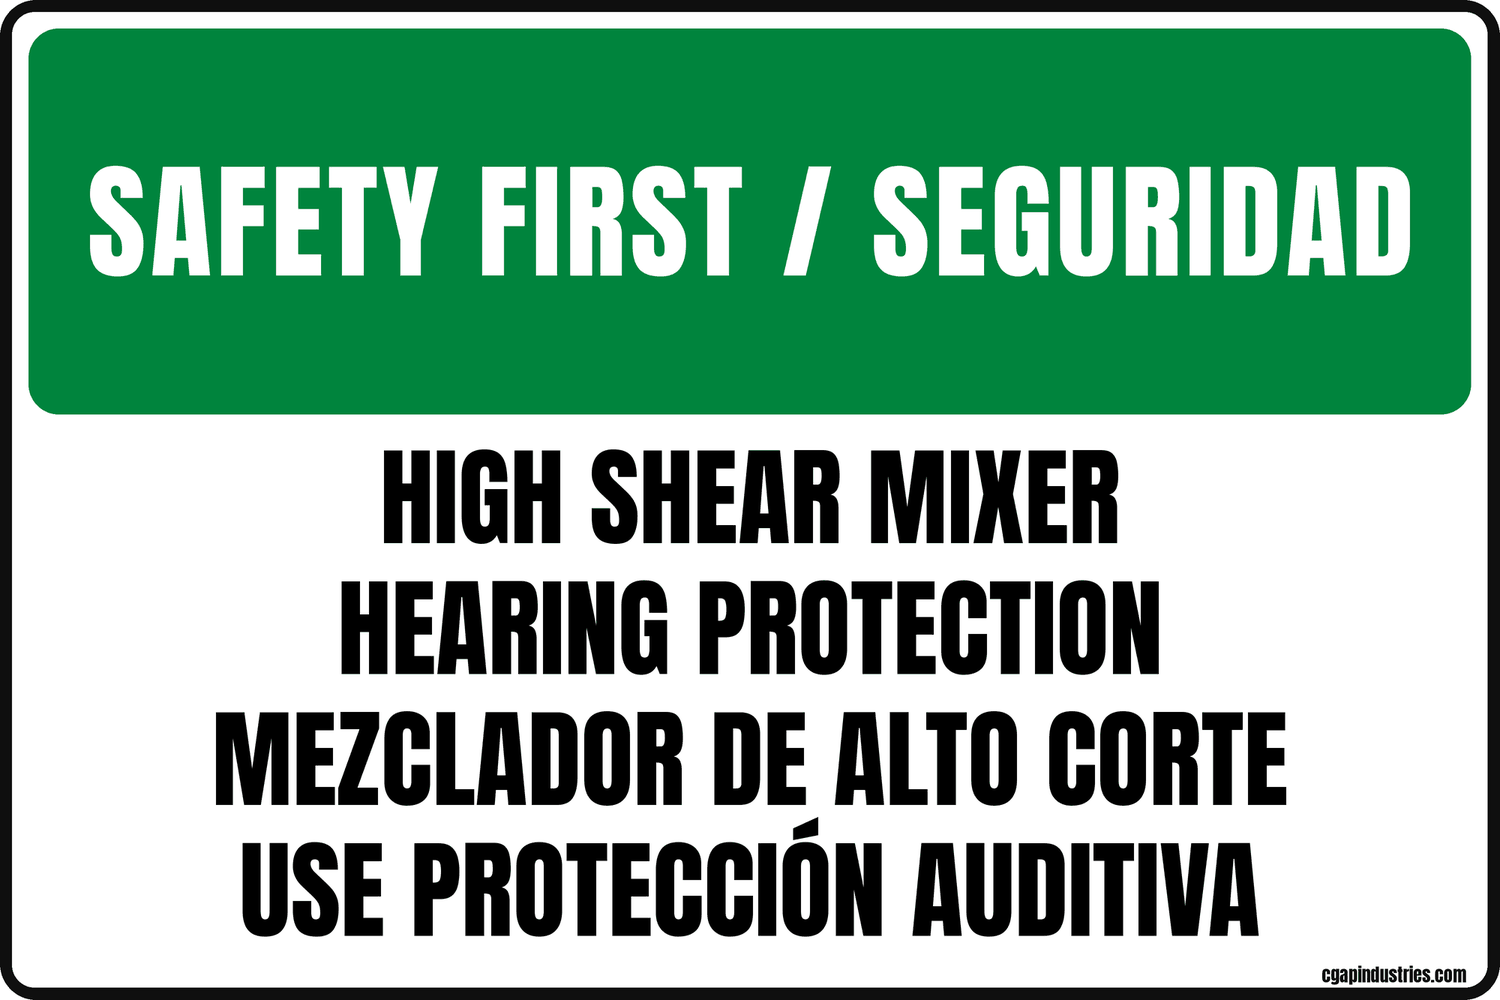 SAFETY FIRST / SEGURIDAD
HIGH SHEAR MIXER
HEARING PROTECTION
MEZCLADOR DE ALTO CORTE
USE PROTECCIÓN AUDITIVA
cgapindustries.com